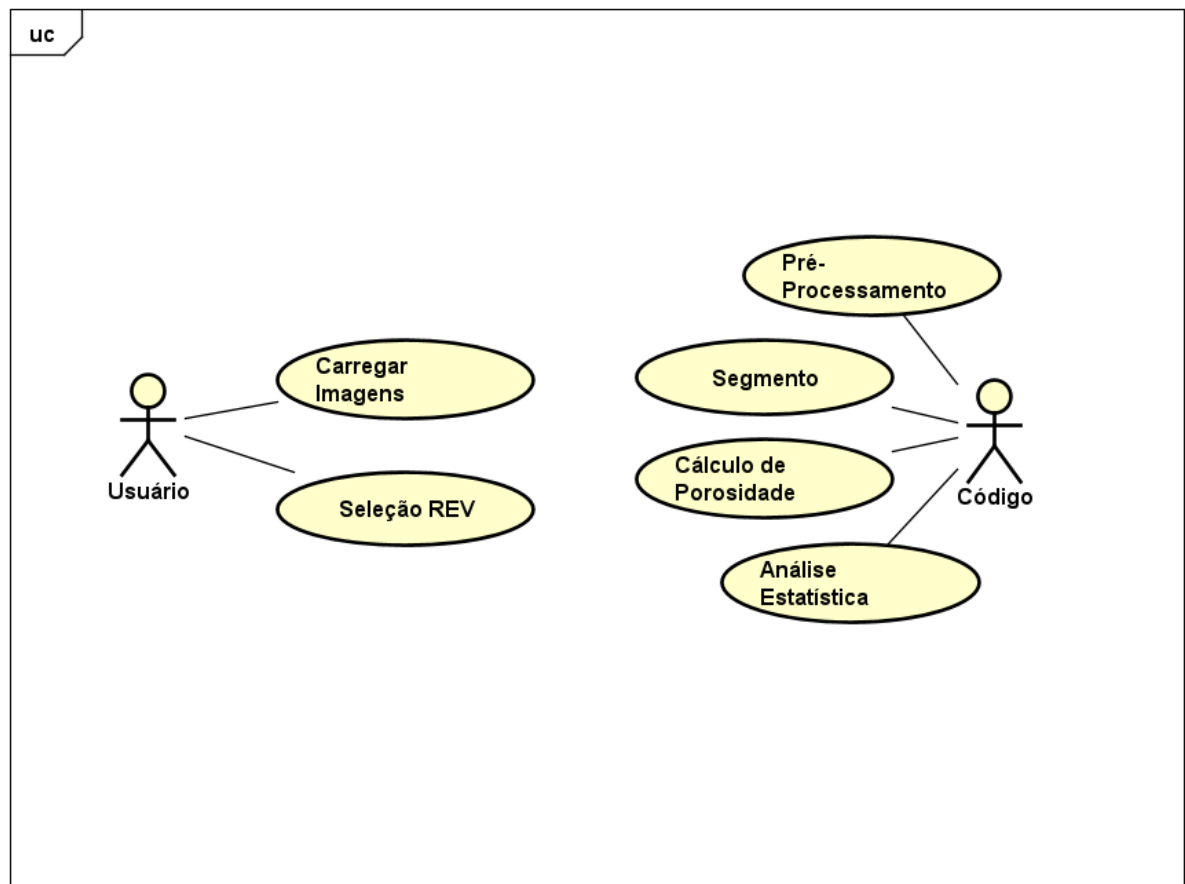 uc
Pré-
Processamento
Carregar
Imagens
Segmento
Cálculo de
Porosidade
Usuário
Código
Seleção REV
Análise
Estatística